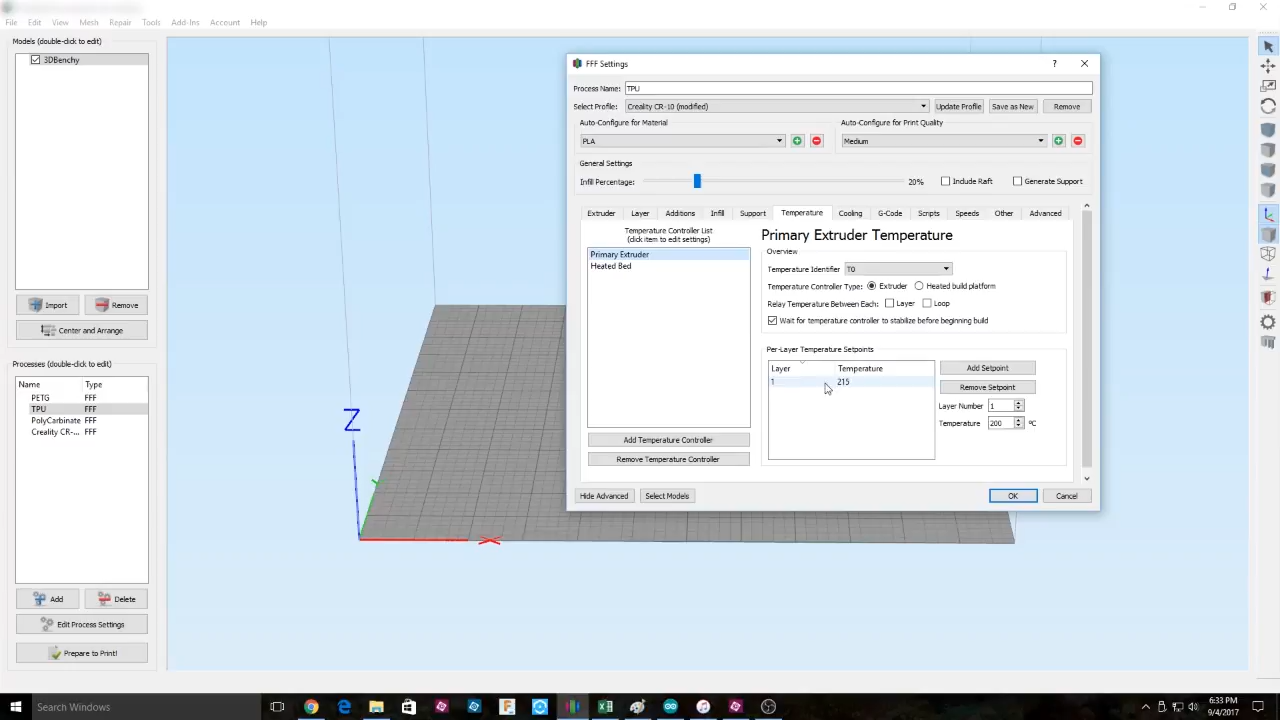 File Edit View Mesh Repair Tools Add-Ins Account Help
Models (double-click to edit)
3DBenchy
Import Remove
Center and Arrange
Processes (double-click to edit)
Name Type
PETG FFF
TPU FFF
PolyCarbinate FFF
Creality CR-... FFF
Add Delete
Edit Process Settings
Prepare to Print!
Z
FFF Settings ?
Process Name: TPU
Select Profile: Creality CR-10 (modified) Update Profile Save as New Remove
Auto-Configure for Material Auto-Configure for Print Quality
PLA Medium
General Settings
Infill Percentage: 20% Include Raft Generate Support
Extruder Layer Additions Infill Support Temperature Cooling G-Code Scripts Speeds Other Advanced
Temperature Controller List
(click item to edit settings)
Primary Extruder
Heated Bed
Add Temperature Controller
Remove Temperature Controller
Primary Extruder Temperature
Overview
Temperature Identifier T0
Temperature Controller Type: Extruder Heated build platform
Relay Temperature Between Each: Layer Loop
Wait for temperature controller to stabilize before beginning build
Per-Layer Temperature Setpoints
Layer Temperature
1 215
Add Setpoint
Remove Setpoint
Layer Number 1
Temperature 200 ºC
Hide Advanced Select Models OK Cancel
Search Windows
6:33 PM
9/4/2017